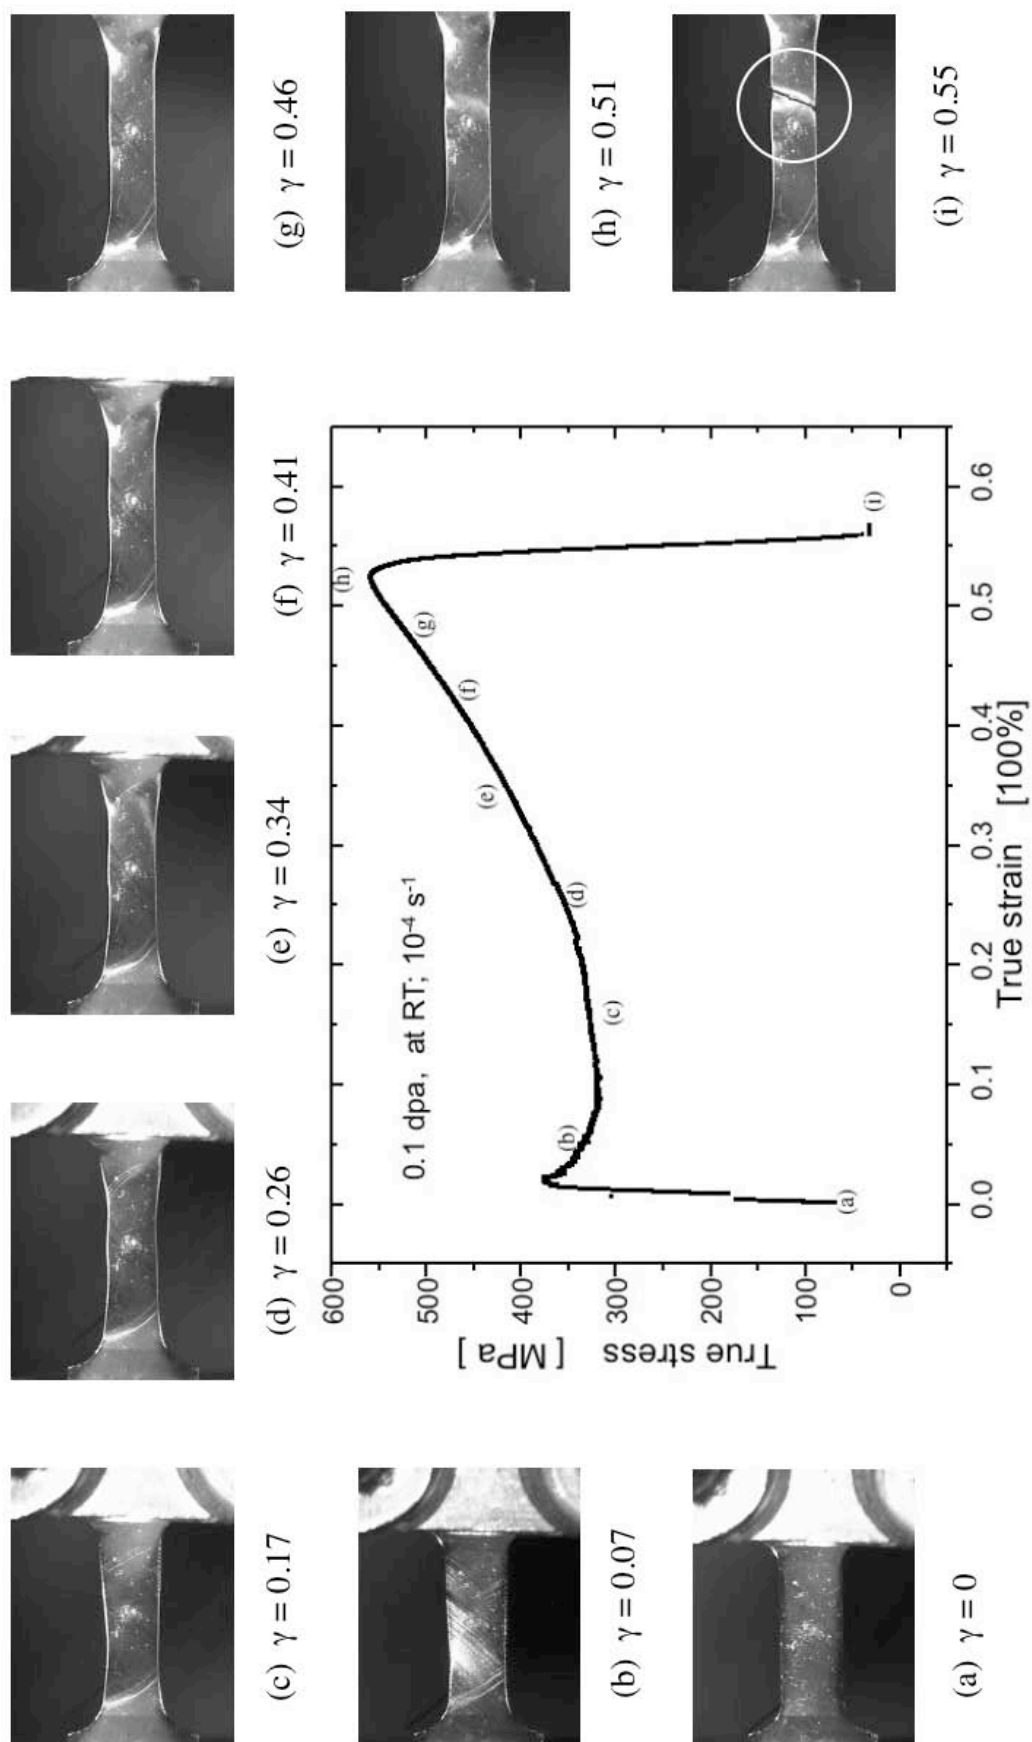 (c) γ = 0.17
(d) γ = 0.26
(e) γ = 0.34
(f) γ = 0.41
(g) γ = 0.46
(b) γ = 0.07
(h) γ = 0.51
(a) γ = 0
(i) γ = 0.55
0.1 dpa, at RT; 10⁻⁴ s⁻¹
True stress [ MPa ]
600
500
400
300
200
100
0
(a)
(b)
(c)
(d)
(e)
(f)
(g)
(h)
(i)
0.0 0.1 0.2 0.3 0.4 0.5 0.6
True strain [100%]